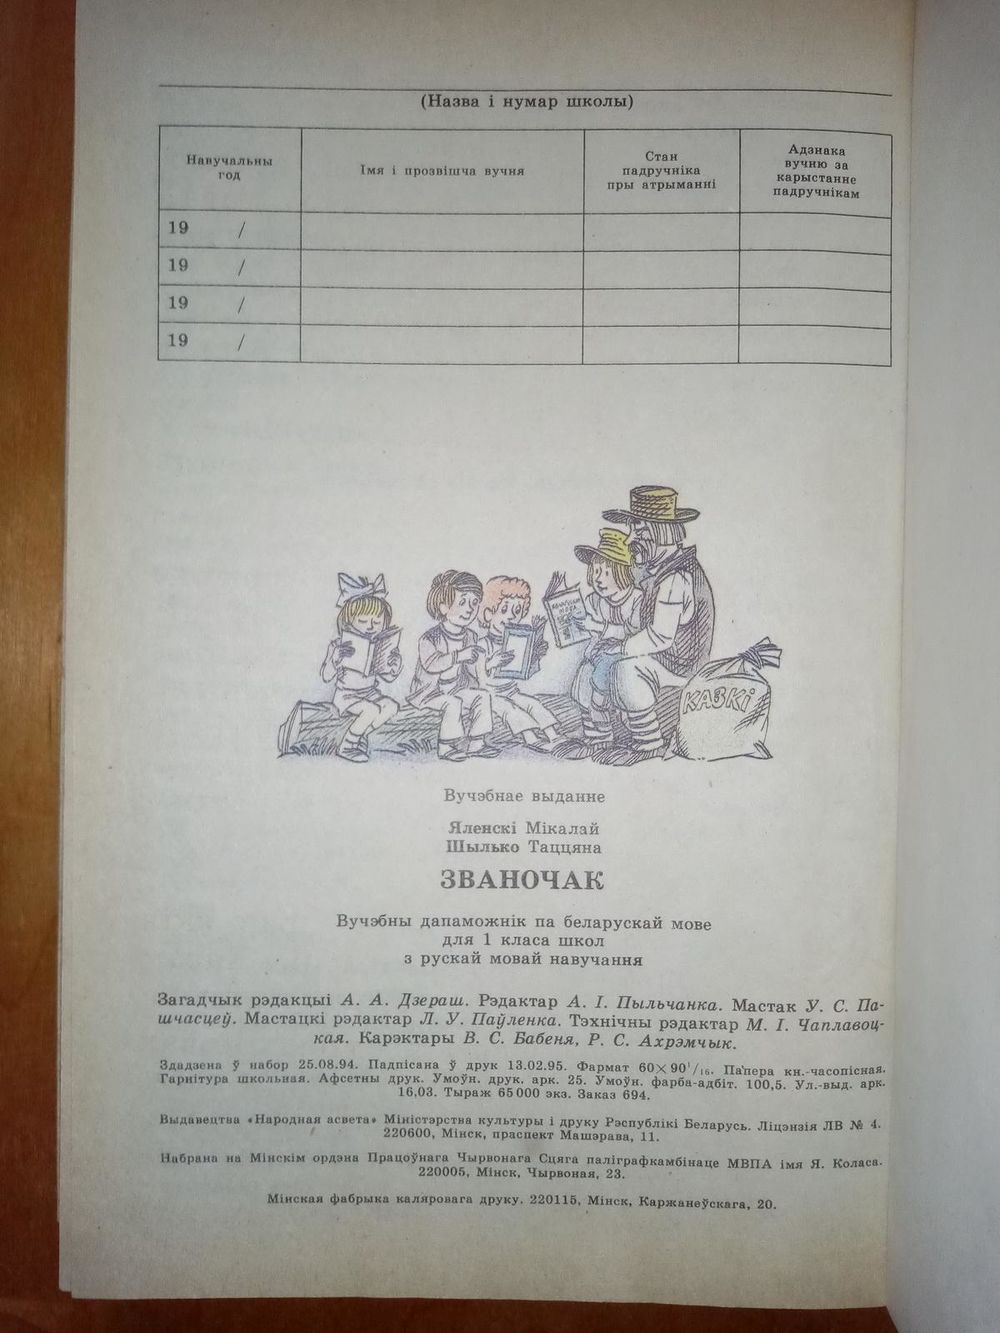 (Назва і нумар школы)
Навучальны
год
Імя і прозвішча вучня
Стан
падручніка
пры атрыманні
Адзнака
вучню за
карыстанне
падручнікам
19 /
19 /
19 /
19 /
КАЗКІ
Вучэбнае выданне
Яленскі Мікалай
Шылько Таццяна
ЗВАНОЧАК
Вучэбны дапаможнік па беларускай мове
для 1 класа школ
з рускай мовай навучання
Загадчык рэдакцыі А. А. Дзераш. Рэдактар А. І. Пыльчанка. Мастак У. С. Па-
шчасцеў. Мастацкі рэдактар Л. У. Паўленка. Тэхнічны рэдактар М. І. Чаплавоц-
кая. Карэктары В. С. Бабеня, Р. С. Ахрэмчык.
Здадзена ў набор 25.08.94. Падпісана ў друк 13.02.95. Фармат 60×90¹/₁₆. Папера кн.-часопісная.
Гарнітура школьная. Афсетны друк. Умоўн. друк. арк. 25. Умоўн. фарба-адбіт. 100,5. Ул.-выд. арк.
16,03. Тыраж 65 000 экз. Заказ 694.
Выдавецтва «Народная асвета» Міністэрства культуры і друку Рэспублікі Беларусь. Ліцэнзія ЛВ № 4.
220600, Мінск, праспект Машэрава, 11.
Набрана на Мінскім ордэна Працоўнага Чырвонага Сцяга паліграфкамбінаце МВПА імя Я. Коласа.
220005, Мінск, Чырвоная, 23.
Мінская фабрыка каляровага друку. 220115, Мінск, Каржанеўскага, 20.